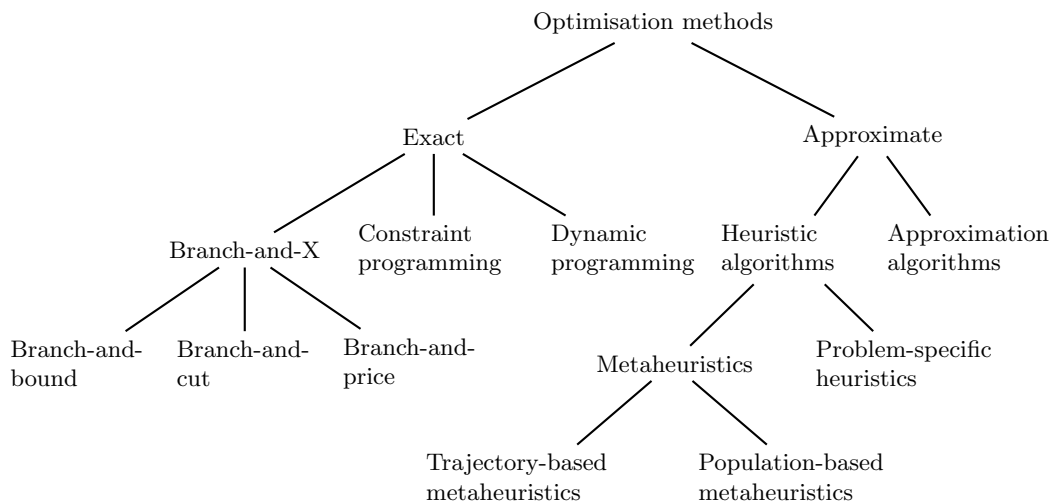 Optimisation methods
Exact
Approximate
Branch-and-X
Constraint
programming
Dynamic
programming
Heuristic
algorithms
Approximation
algorithms
Branch-and-
bound
Branch-and-
cut
Branch-and-
price
Metaheuristics
Problem-specific
heuristics
Trajectory-based
metaheuristics
Population-based
metaheuristics